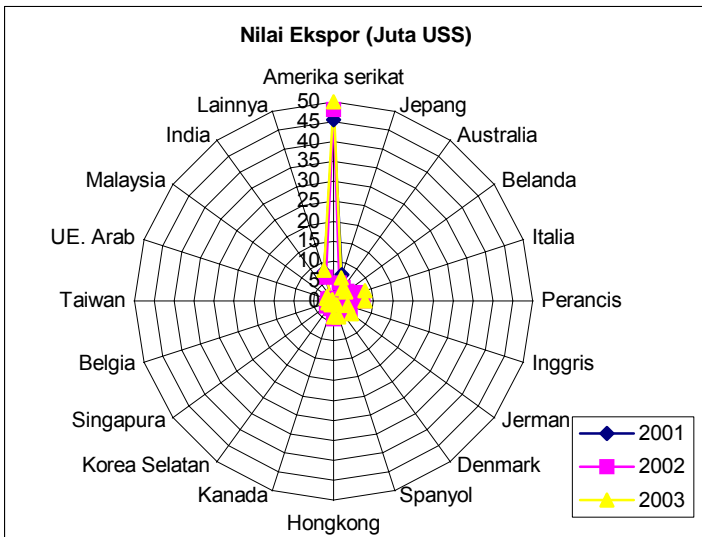 Nilai Ekspor (Juta USS)
Amerika serikat
Jepang
Australia
Belanda
Italia
Perancis
Inggris
Jerman
Denmark
Spanyol
Hongkong
Kanada
Korea Selatan
Singapura
Belgia
Taiwan
UE. Arab
Malaysia
India
Lainnya
50
45
40
35
30
25
20
15
10
5
0
2001
2002
2003